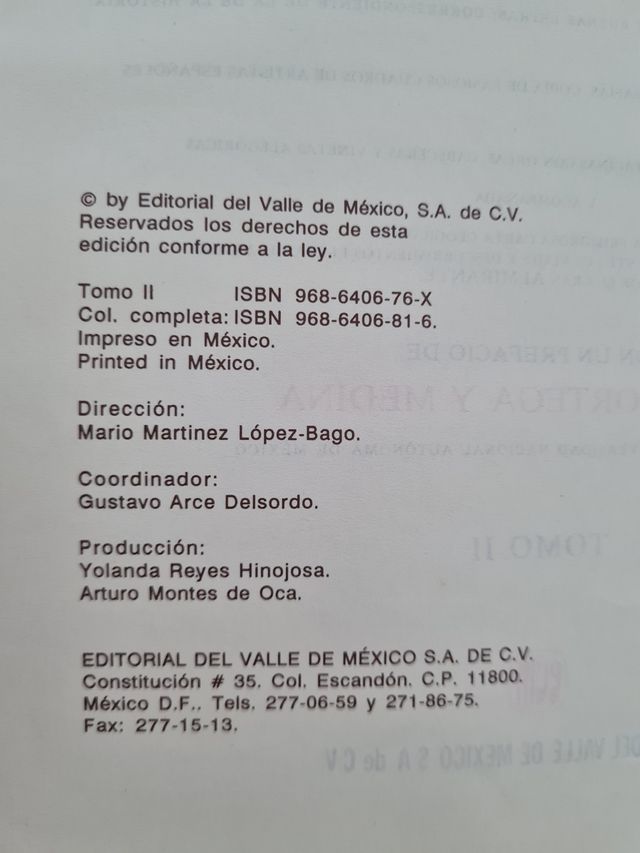 © by Editorial del Valle de México, S.A. de C.V.
Reservados los derechos de esta
edición conforme a la ley.
Tomo II ISBN 968-6406-76-X
Col. completa: ISBN 968-6406-81-6.
Impreso en México.
Printed in México.
Dirección:
Mario Martinez López-Bago.
Coordinador:
Gustavo Arce Delsordo.
Producción:
Yolanda Reyes Hinojosa.
Arturo Montes de Oca.
EDITORIAL DEL VALLE DE MÉXICO S.A. DE C.V.
Constitución # 35. Col. Escandón. C.P. 11800.
México D.F.. Tels. 277-06-59 y 271-86-75.
Fax: 277-15-13.